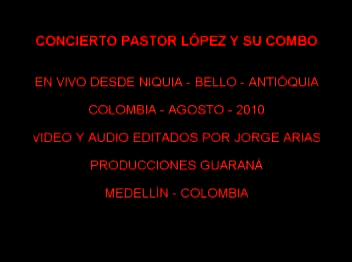 CONCIERTO PASTOR LÓPEZ Y SU COMBO
EN VIVO DESDE NIQUIA - BELLO - ANTIOQUIA
COLOMBIA - AGOSTO - 2010
VIDEO Y AUDIO EDITADOS POR JORGE ARIAS
PRODUCCIONES GUARANÁ
MEDELLÍN - COLOMBIA